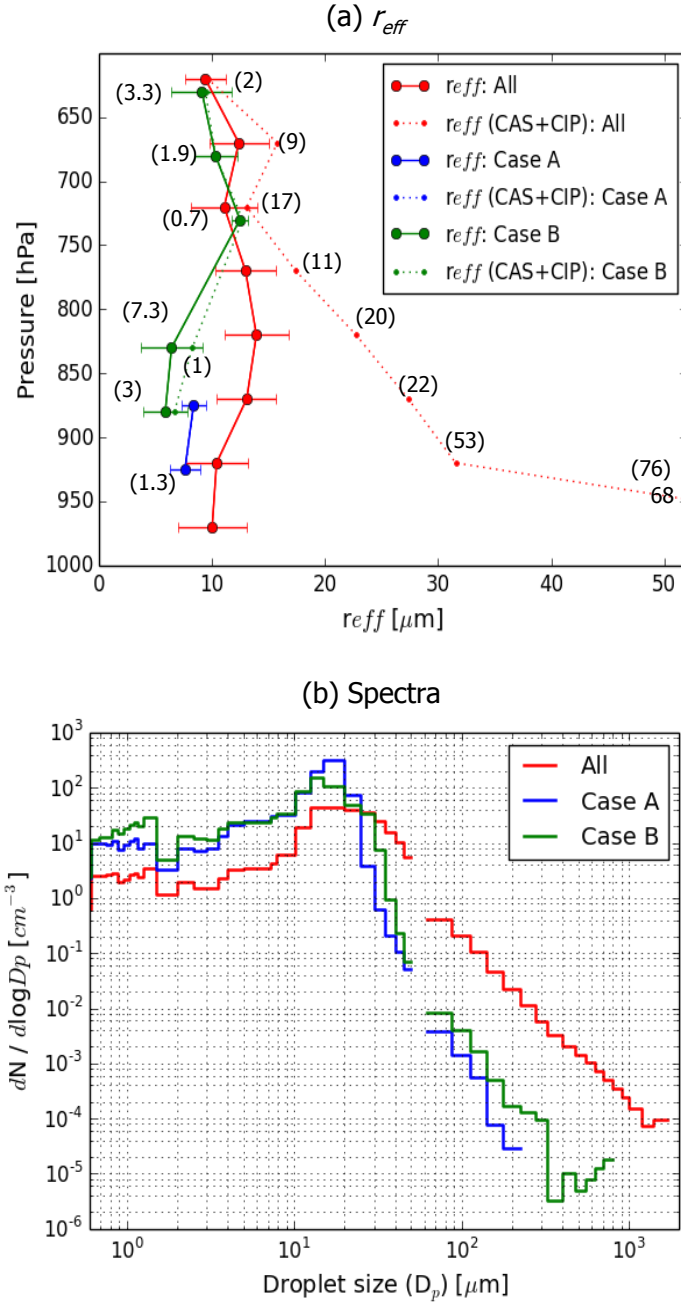 (a) r_eff
(3.3)
(2)
(1.9)
(9)
(0.7)
(17)
(11)
(7.3)
(20)
(1)
(3)
(22)
(53)
(1.3)
(76)
68
reff: All
reff (CAS+CIP): All
reff: Case A
reff (CAS+CIP): Case A
reff: Case B
reff (CAS+CIP): Case B
Pressure [hPa]
650
700
750
800
850
900
950
1000
0 10 20 30 40 50
reff [μm]
(b) Spectra
All
Case A
Case B
dN / dlogDp [cm⁻³]
10³
10²
10¹
10⁰
10⁻¹
10⁻²
10⁻³
10⁻⁴
10⁻⁵
10⁻⁶
10⁰ 10¹ 10² 10³
Droplet size (Dₚ) [μm]